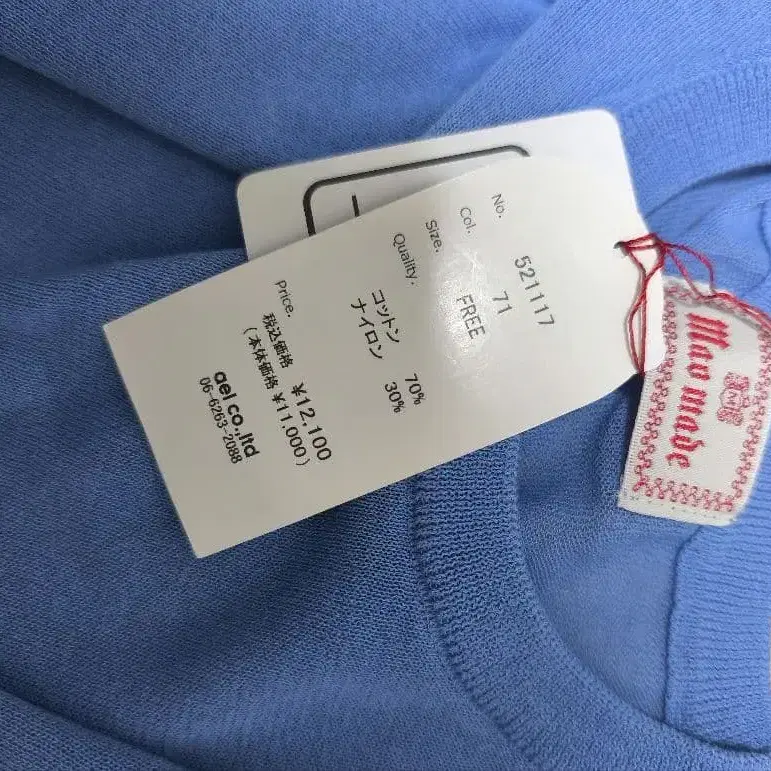 No. 521117
Col. 71
Size. FREE
Quality.
コットン 70%
ナイロン 30%
Price.
税込価格 ¥12,100
(本体価格 ¥11,000)
ael co.,ltd
06-6263-2088
Mao made
M